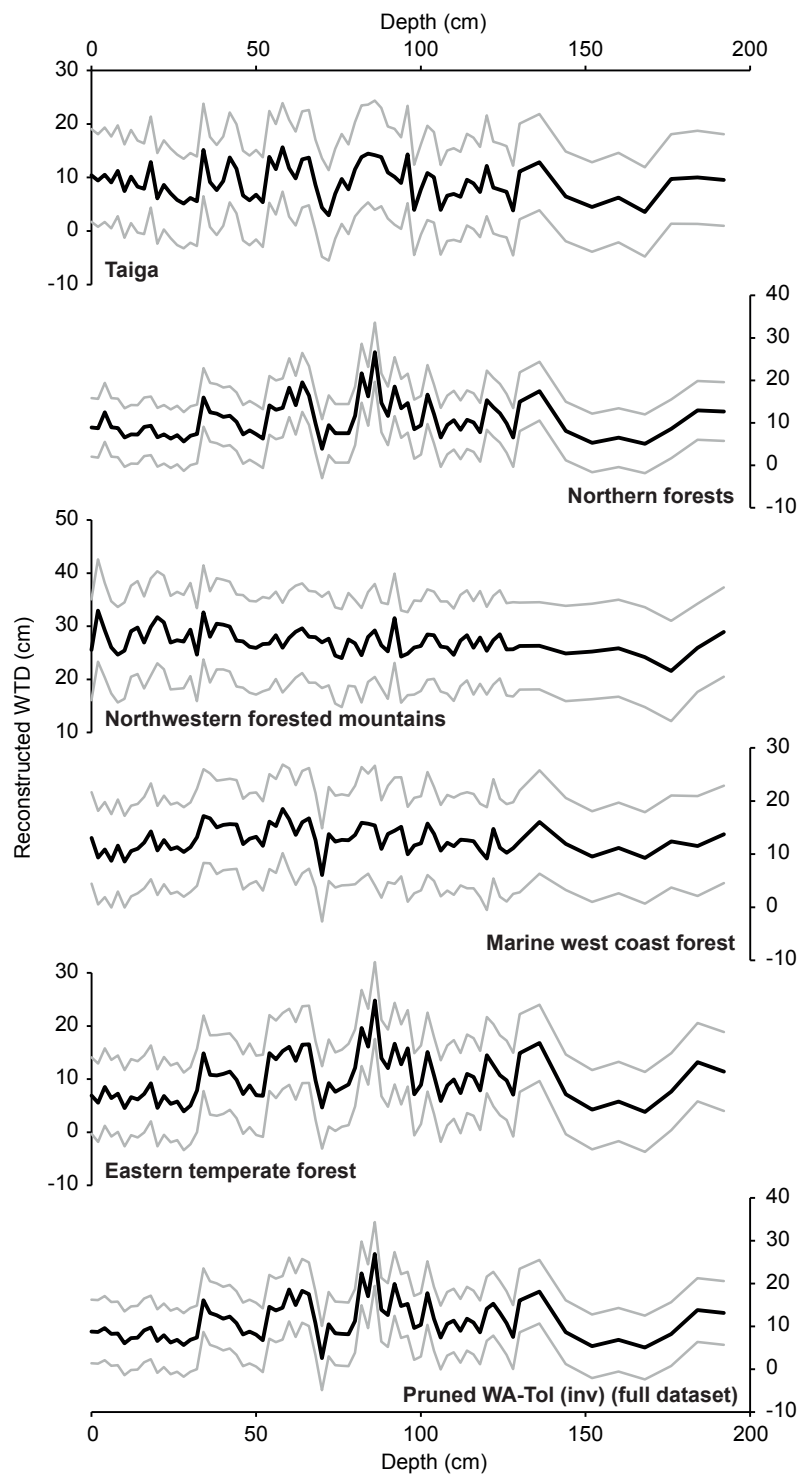 Depth (cm)
0 50 100 150 200
30
20
10
0
-10
Taiga
40
30
20
10
0
-10
Northern forests
50
40
30
20
10
Northwestern forested mountains
Reconstructed WTD (cm)
30
20
10
0
-10
Marine west coast forest
30
20
10
0
-10
Eastern temperate forest
40
30
20
10
0
-10
Pruned WA-Tol (inv) (full dataset)
0 50 100 150 200
Depth (cm)